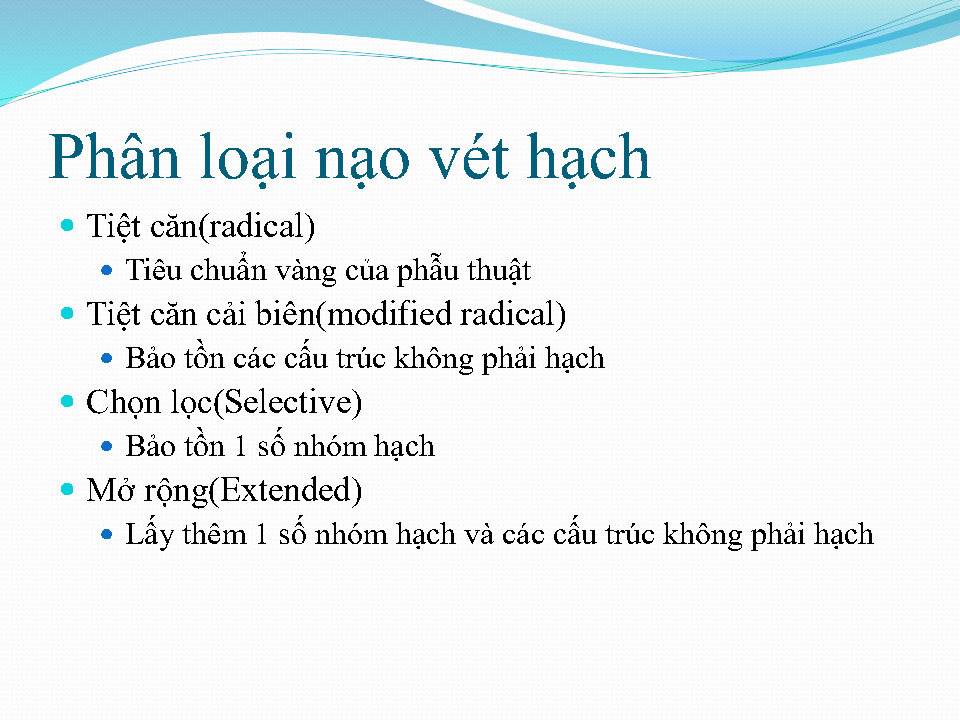 Phân loại nạo vét hạch
Tiệt căn(radical)
Tiêu chuẩn vàng của phẫu thuật
Tiệt căn cải biên(modified radical)
Bảo tồn các cấu trúc không phải hạch
Chọn lọc(Selective)
Bảo tồn 1 số nhóm hạch
Mở rộng(Extended)
Lấy thêm 1 số nhóm hạch và các cấu trúc không phải hạch